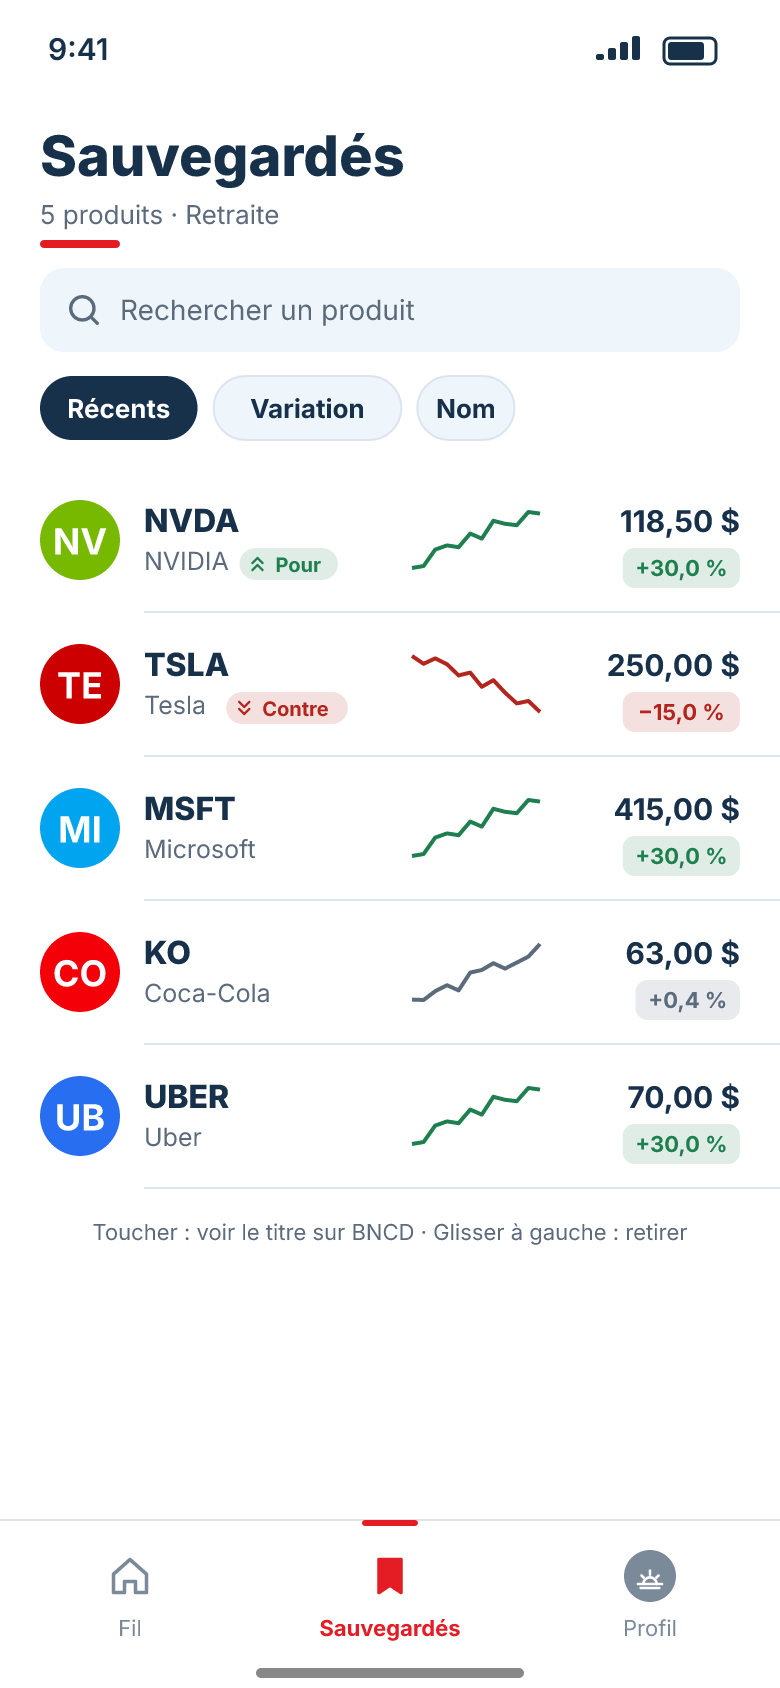 9:41
Sauvegardés
5 produits · Retraite
Rechercher un produit
Récents Variation Nom
NV NVDA 118,50 $
NVIDIA Pour +30,0 %
TE TSLA 250,00 $
Tesla Contre −15,0 %
MI MSFT 415,00 $
Microsoft +30,0 %
CO KO 63,00 $
Coca-Cola +0,4 %
UB UBER 70,00 $
Uber +30,0 %
Toucher : voir le titre sur BNCD · Glisser à gauche : retirer
Fil Sauvegardés Profil